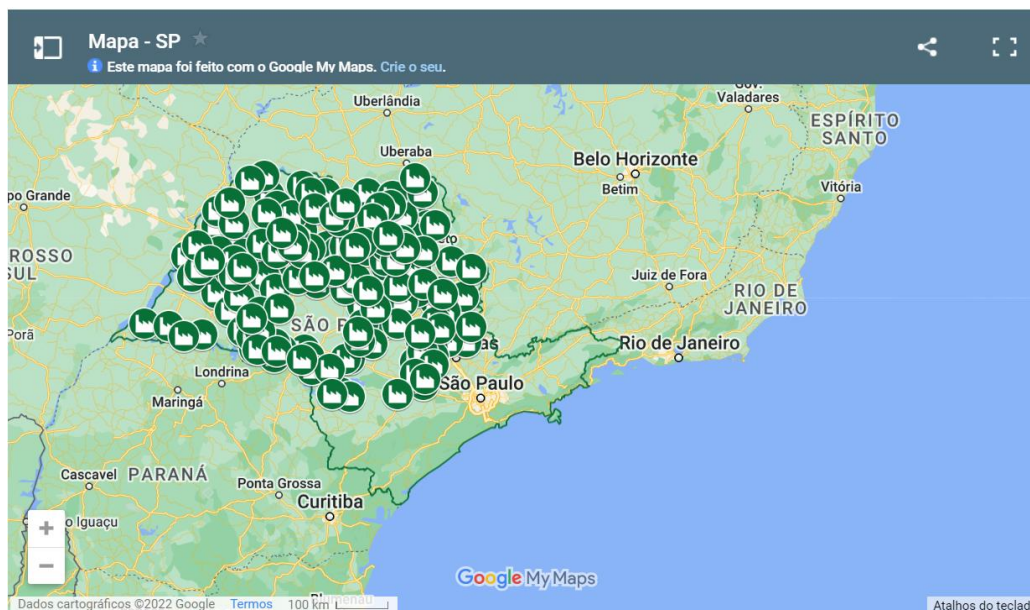 Mapa - SP
Este mapa foi feito com o Google My Maps. Crie o seu.
Uberlândia
Gov.
Valadares
ESPÍRITO
SANTO
Uberaba
Belo Horizonte
Betim
Vitória
po Grande
ROSSO
SUL
Juiz de Fora
RIO DE
JANEIRO
Porã
SÃO P
as
Rio de Janeiro
Londrina
São Paulo
Maringá
Cascavel
PARANÁ
Ponta Grossa
Curitiba
o Iguaçu
Google My Maps
Dados cartográficos ©2022 Google
Termos
100 km
Atalhos do teclad